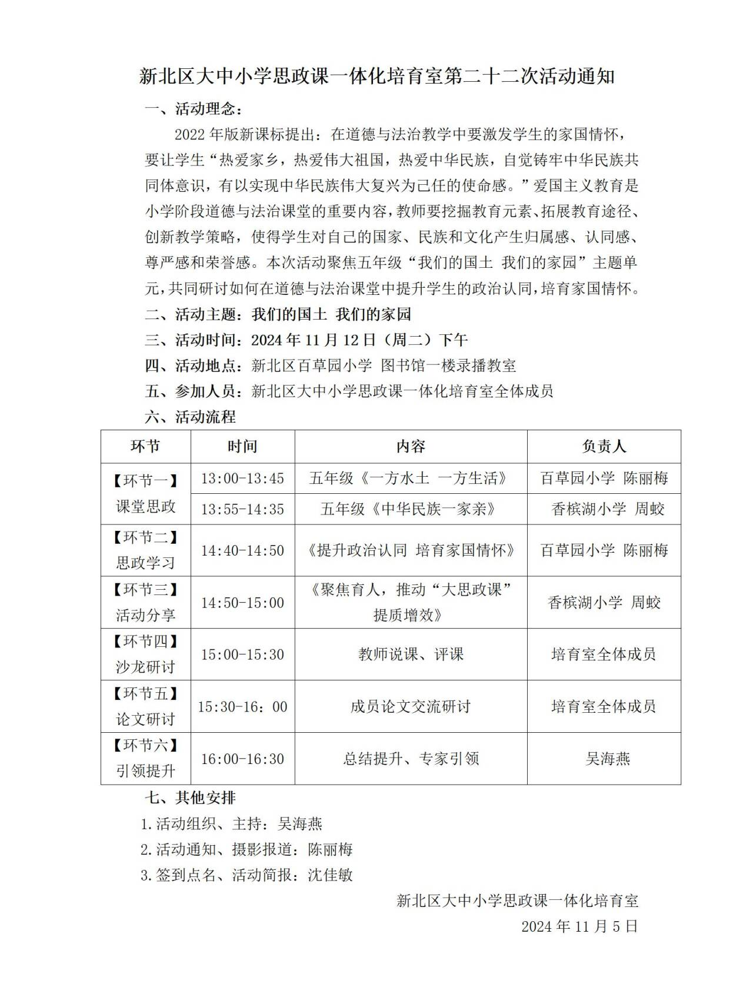 新北区大中小学思政课一体化培育室第二十二次活动通知
一、活动理念：
2022 年版新课标提出：在道德与法治教学中要激发学生的家国情怀，
要让学生“热爱家乡，热爱伟大祖国，热爱中华民族，自觉铸牢中华民族共
同体意识，有以实现中华民族伟大复兴为己任的使命感。”爱国主义教育是
小学阶段道德与法治课堂的重要内容，教师要挖掘教育元素、拓展教育途径、
创新教学策略，使得学生对自己的国家、民族和文化产生归属感、认同感、
尊严感和荣誉感。本次活动聚焦五年级“我们的国土 我们的家园”主题单
元，共同研讨如何在道德与法治课堂中提升学生的政治认同，培育家国情怀。
二、活动主题：我们的国土 我们的家园
三、活动时间：2024 年 11 月 12 日（周二）下午
四、活动地点：新北区百草园小学 图书馆一楼录播教室
五、参加人员：新北区大中小学思政课一体化培育室全体成员
六、活动流程
环节 时间 内容 负责人
【环节一】
课堂思政
13:00-13:45 五年级《一方水土 一方生活》 百草园小学 陈丽梅
13:55-14:35 五年级《中华民族一家亲》 香槟湖小学 周蛟
【环节二】
思政学习
14:40-14:50 《提升政治认同 培育家国情怀》 百草园小学 陈丽梅
【环节三】
活动分享
14:50-15:00
《聚焦育人，推动“大思政课”
提质增效》
香槟湖小学 周蛟
【环节四】
沙龙研讨
15:00-15:30 教师说课、评课 培育室全体成员
【环节五】
论文研讨
15:30-16：00 成员论文交流研讨 培育室全体成员
【环节六】
引领提升
16:00-16:30 总结提升、专家引领 吴海燕
七、其他安排
1.活动组织、主持：吴海燕
2.活动通知、摄影报道：陈丽梅
3.签到点名、活动简报：沈佳敏
新北区大中小学思政课一体化培育室
2024 年 11 月 5 日